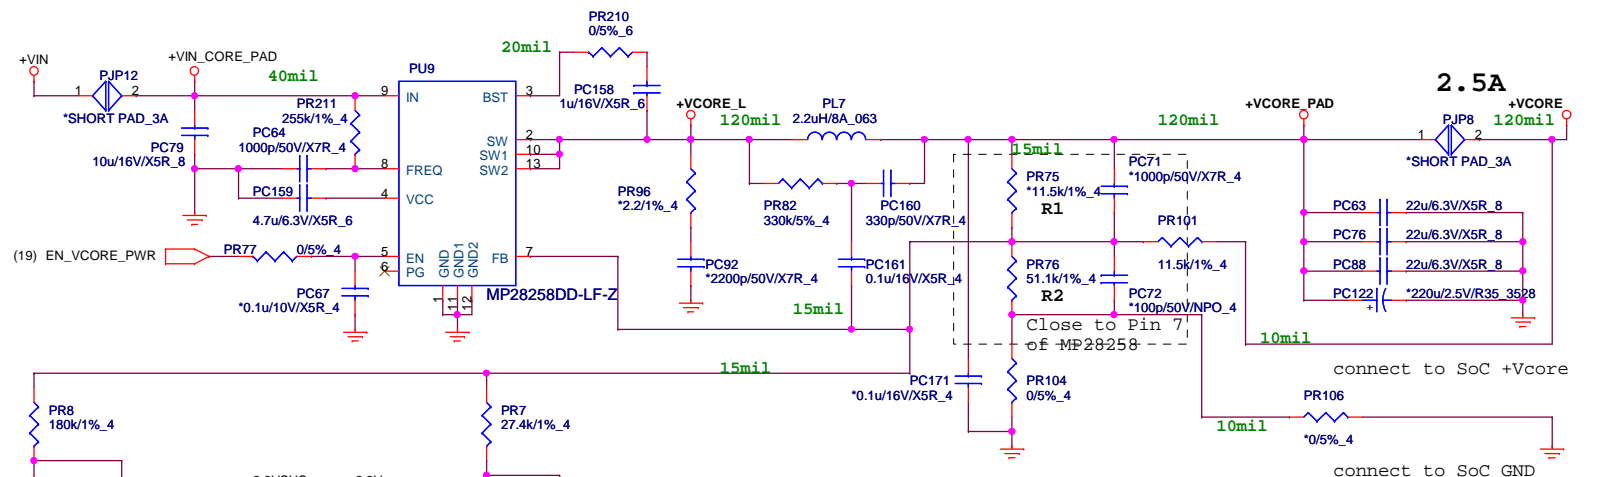 PR210
0/5%_6
20mil
+VIN
+VIN_CORE_PAD
40mil
PU9
PC158
1u/16V/X5R_6
2.5A
PJP12
1
2
*SHORT PAD_3A
9
IN
BST
3
+VCORE_L
120mil
PL7
2.2uH/8A_063
+VCORE_PAD
120mil
PJP8
1
2
*SHORT PAD_3A
+VCORE
120mil
PR211
255k/1%_4
PC79
10u/16V/X5R_8
PC64
1000p/50V/X7R_4
SW
2
SW1
10
SW2
13
8
FREQ
15mil
PR75
*11.5k/1%_4
R1
PC71
*1000p/50V/X7R_4
PC159
4.7u/6.3V/X5R_6
4
VCC
PR96
*2.2/1%_4
PR82
330k/5%_4
PC160
330p/50V/X7R_4
PR101
11.5k/1%_4
PC63
22u/6.3V/X5R_8
PC76
22u/6.3V/X5R_8
PC88
22u/6.3V/X5R_8
PC122
+
*220u/2.5V/R35_3528
(19) EN_VCORE_PWR
PR77
0/5%_4
5
EN
6
PG
GND
GND1
GND2
1
11
12
FB
7
MP28258DD-LF-Z
PC67
*0.1u/10V/X5R_4
PC92
*2200p/50V/X7R_4
PC161
0.1u/16V/X5R_4
15mil
PR76
51.1k/1%_4
R2
PC72
*100p/50V/NPO_4
Close to Pin 7
of MP28258
10mil
connect to SoC +Vcore
15mil
PC171
*0.1u/16V/X5R_4
PR104
0/5%_4
PR106
*0/5%_4
10mil
connect to SoC GND
PR8
180k/1%_4
PR7
27.4k/1%_4